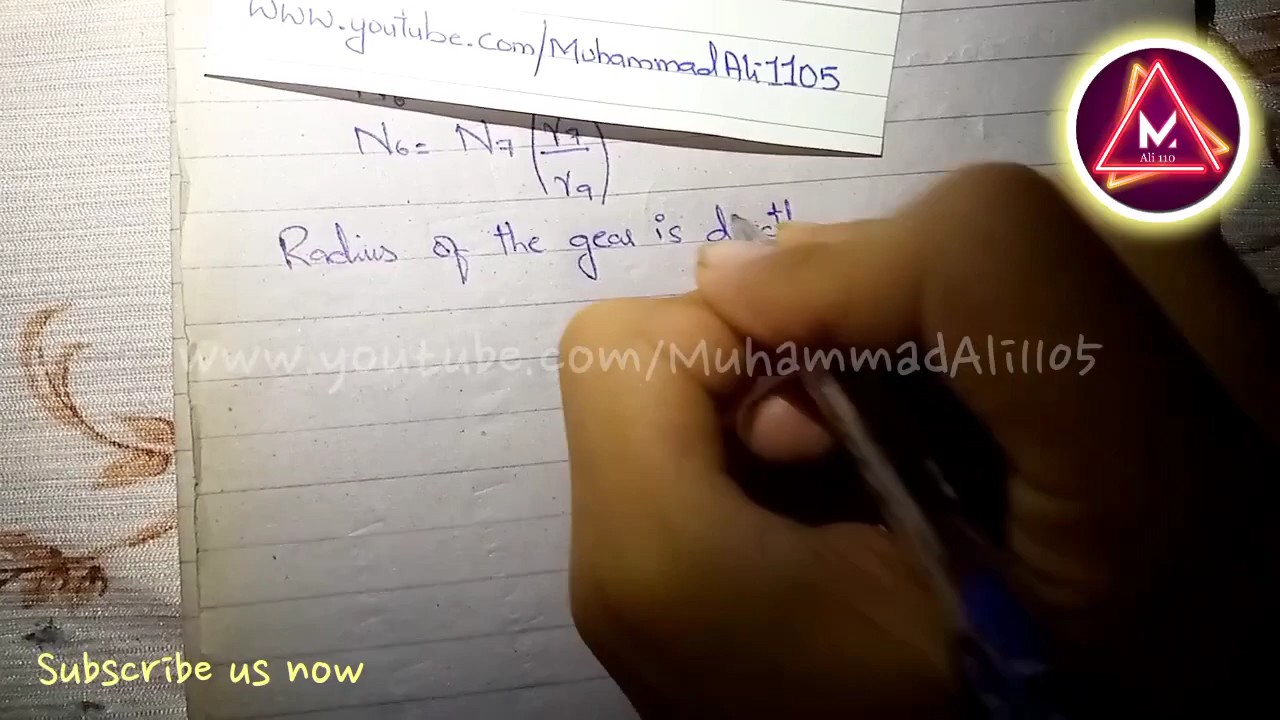 www.youtube.com/MuhammadAli1105
N6 = N7 (r7/r9)
Radius of the gear is
www.youtube.com/MuhammadAli1105
M
Ali 110
Subscribe us now